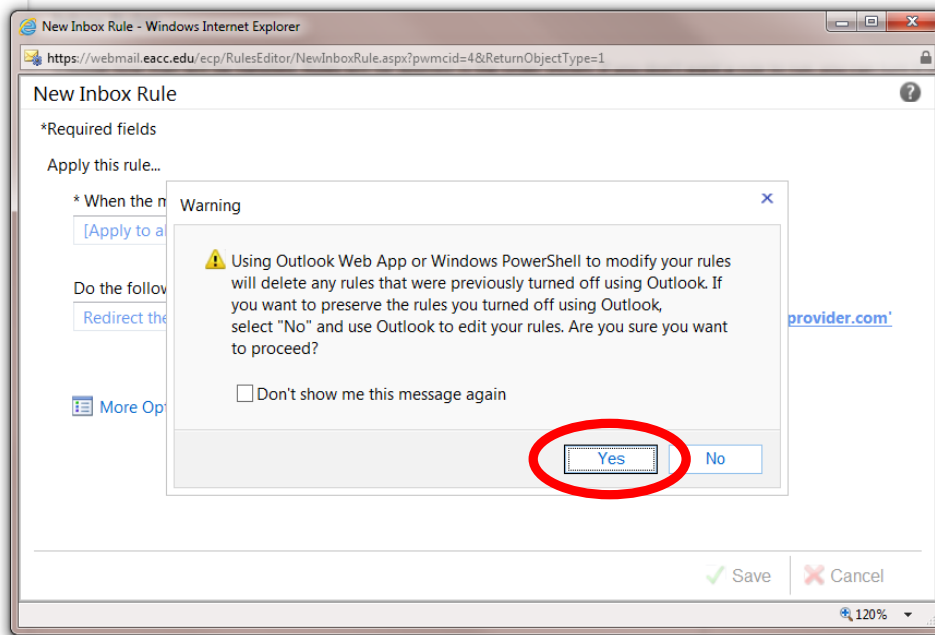 New Inbox Rule - Windows Internet Explorer
https://webmail.eacc.edu/ecp/RulesEditor/NewInboxRule.aspx?pwmcid=4&ReturnObjectType=1
New Inbox Rule
*Required fields
Apply this rule...
* When the m
[Apply to al
Do the follow
Redirect the
provider.com'
More Opt
Warning
Using Outlook Web App or Windows PowerShell to modify your rules
will delete any rules that were previously turned off using Outlook. If
you want to preserve the rules you turned off using Outlook,
select "No" and use Outlook to edit your rules. Are you sure you want
to proceed?
Don't show me this message again
Yes No
Save Cancel
120%